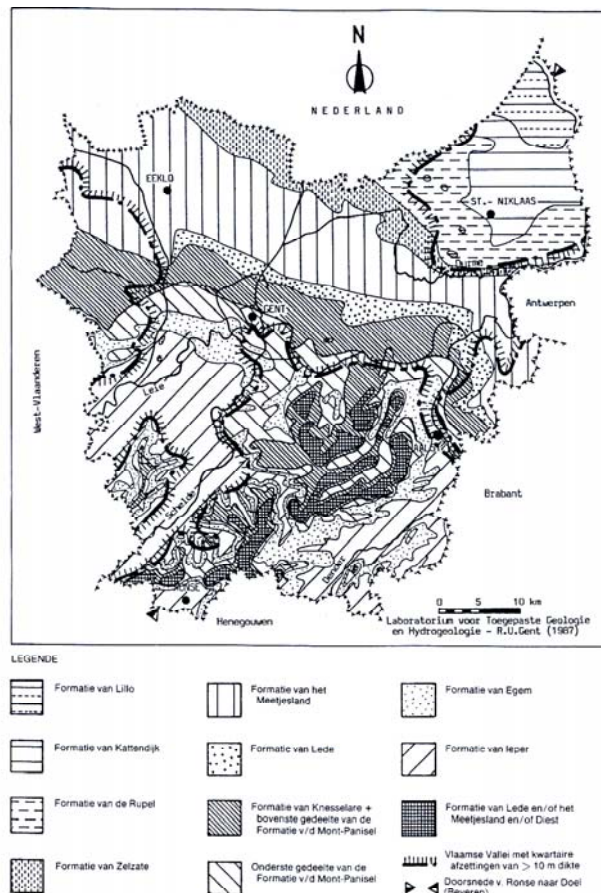 N
NEDERLAND
EEKLO
ST.- NIKLAAS
Durme
GENT
Antwerpen
West-Vlaanderen
Leie
Schelde
Brabant
Dender
Henegouwen
0 5 10 km
Laboratorium voor Toegepaste Geologie
en Hydrogeologie - R.U.Gent (1987)
LEGENDE
Formatie van Lillo
Formatie van het
Meetjesland
Formatie van Egem
Formatie van Kattendijk
Formatie van Lede
Formatie van Ieper
Formatie van de Rupel
Formatie van Knesselare +
bovenste gedeelte van de
Formatie v/d Mont-Panisel
Formatie van Lede en/of het
Meetjesland en/of Diest
Formatie van Zelzate
Onderste gedeelte van de
Formatie v/d Mont-Panisel
Vlaamse Vallei met kwartaire
afzettingen van > 10 m dikte
Doorsnede v. Ronse naar Doel
(Beveren)